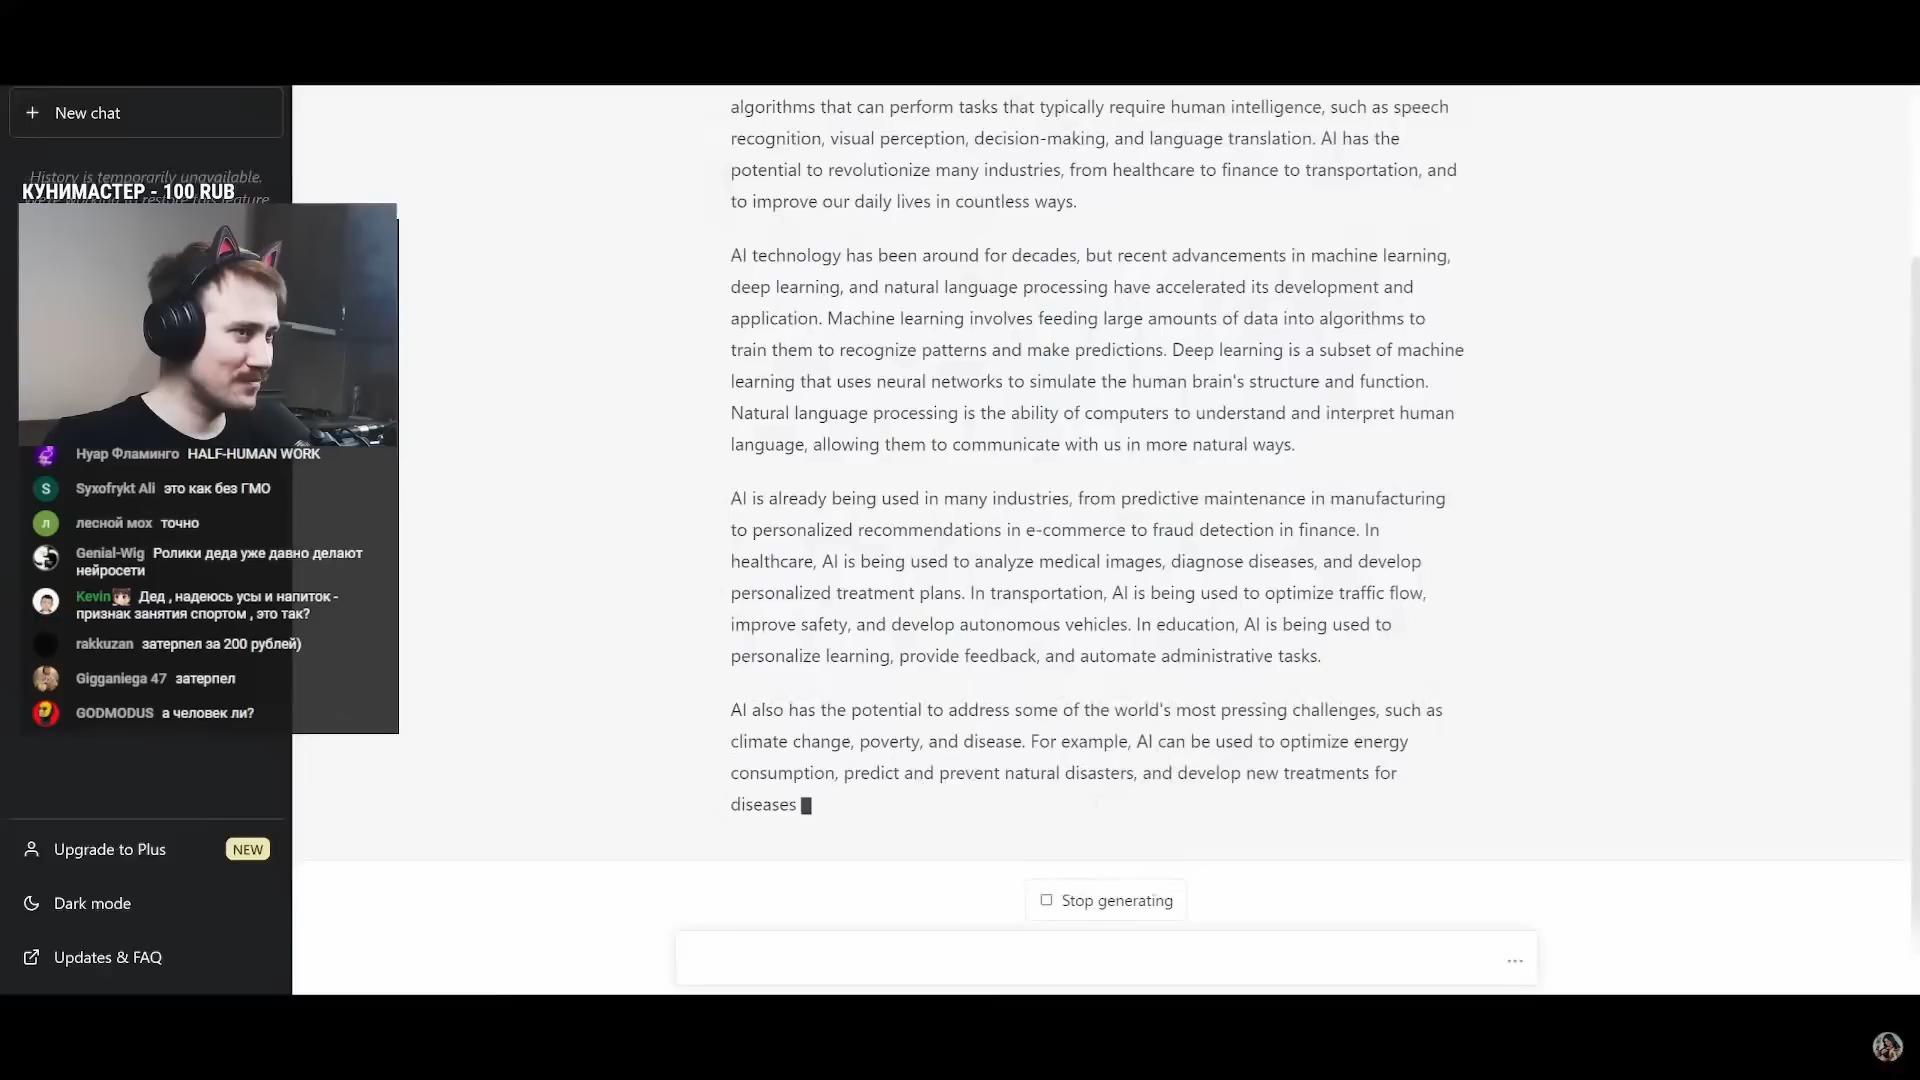 New chat
History is temporarily unavailable.
КУНИМАСТЕР - 100 RUB
Нуар Фламинго HALF-HUMAN WORK
S Syxofrykt Ali это как без ГМО
л лесной мох точно
Genial-Wig Ролики деда уже давно делают
нейросети
Kevin Дед , надеюсь усы и напиток -
признак занятия спортом , это так?
rakkuzan затерпел за 200 рублей)
Gigganiega 47 затерпел
GODMODUS а человек ли?
Upgrade to Plus NEW
Dark mode
Updates & FAQ
algorithms that can perform tasks that typically require human intelligence, such as speech
recognition, visual perception, decision-making, and language translation. AI has the
potential to revolutionize many industries, from healthcare to finance to transportation, and
to improve our daily lives in countless ways.
AI technology has been around for decades, but recent advancements in machine learning,
deep learning, and natural language processing have accelerated its development and
application. Machine learning involves feeding large amounts of data into algorithms to
train them to recognize patterns and make predictions. Deep learning is a subset of machine
learning that uses neural networks to simulate the human brain's structure and function.
Natural language processing is the ability of computers to understand and interpret human
language, allowing them to communicate with us in more natural ways.
AI is already being used in many industries, from predictive maintenance in manufacturing
to personalized recommendations in e-commerce to fraud detection in finance. In
healthcare, AI is being used to analyze medical images, diagnose diseases, and develop
personalized treatment plans. In transportation, AI is being used to optimize traffic flow,
improve safety, and develop autonomous vehicles. In education, AI is being used to
personalize learning, provide feedback, and automate administrative tasks.
AI also has the potential to address some of the world's most pressing challenges, such as
climate change, poverty, and disease. For example, AI can be used to optimize energy
consumption, predict and prevent natural disasters, and develop new treatments for
diseases
Stop generating